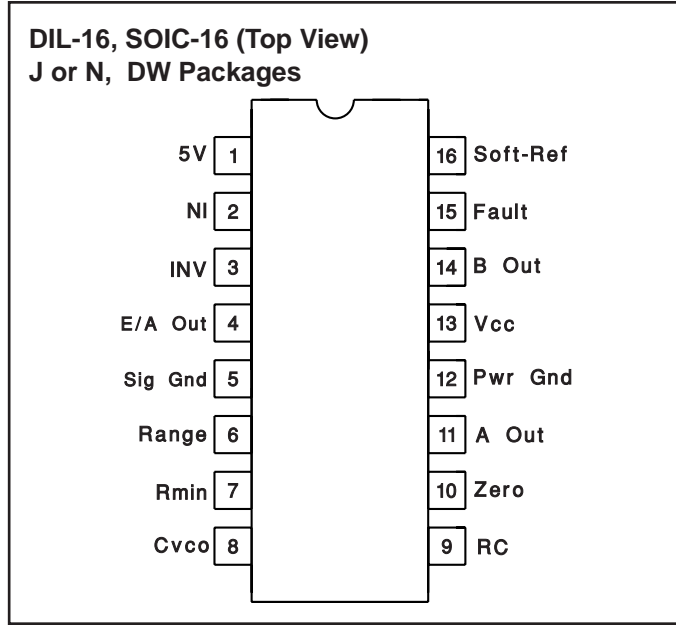 DIL-16, SOIC-16 (Top View)
J or N, DW Packages
5V 1 16 Soft-Ref
NI 2 15 Fault
INV 3 14 B Out
E/A Out 4 13 Vcc
Sig Gnd 5 12 Pwr Gnd
Range 6 11 A Out
Rmin 7 10 Zero
Cvco 8 9 RC